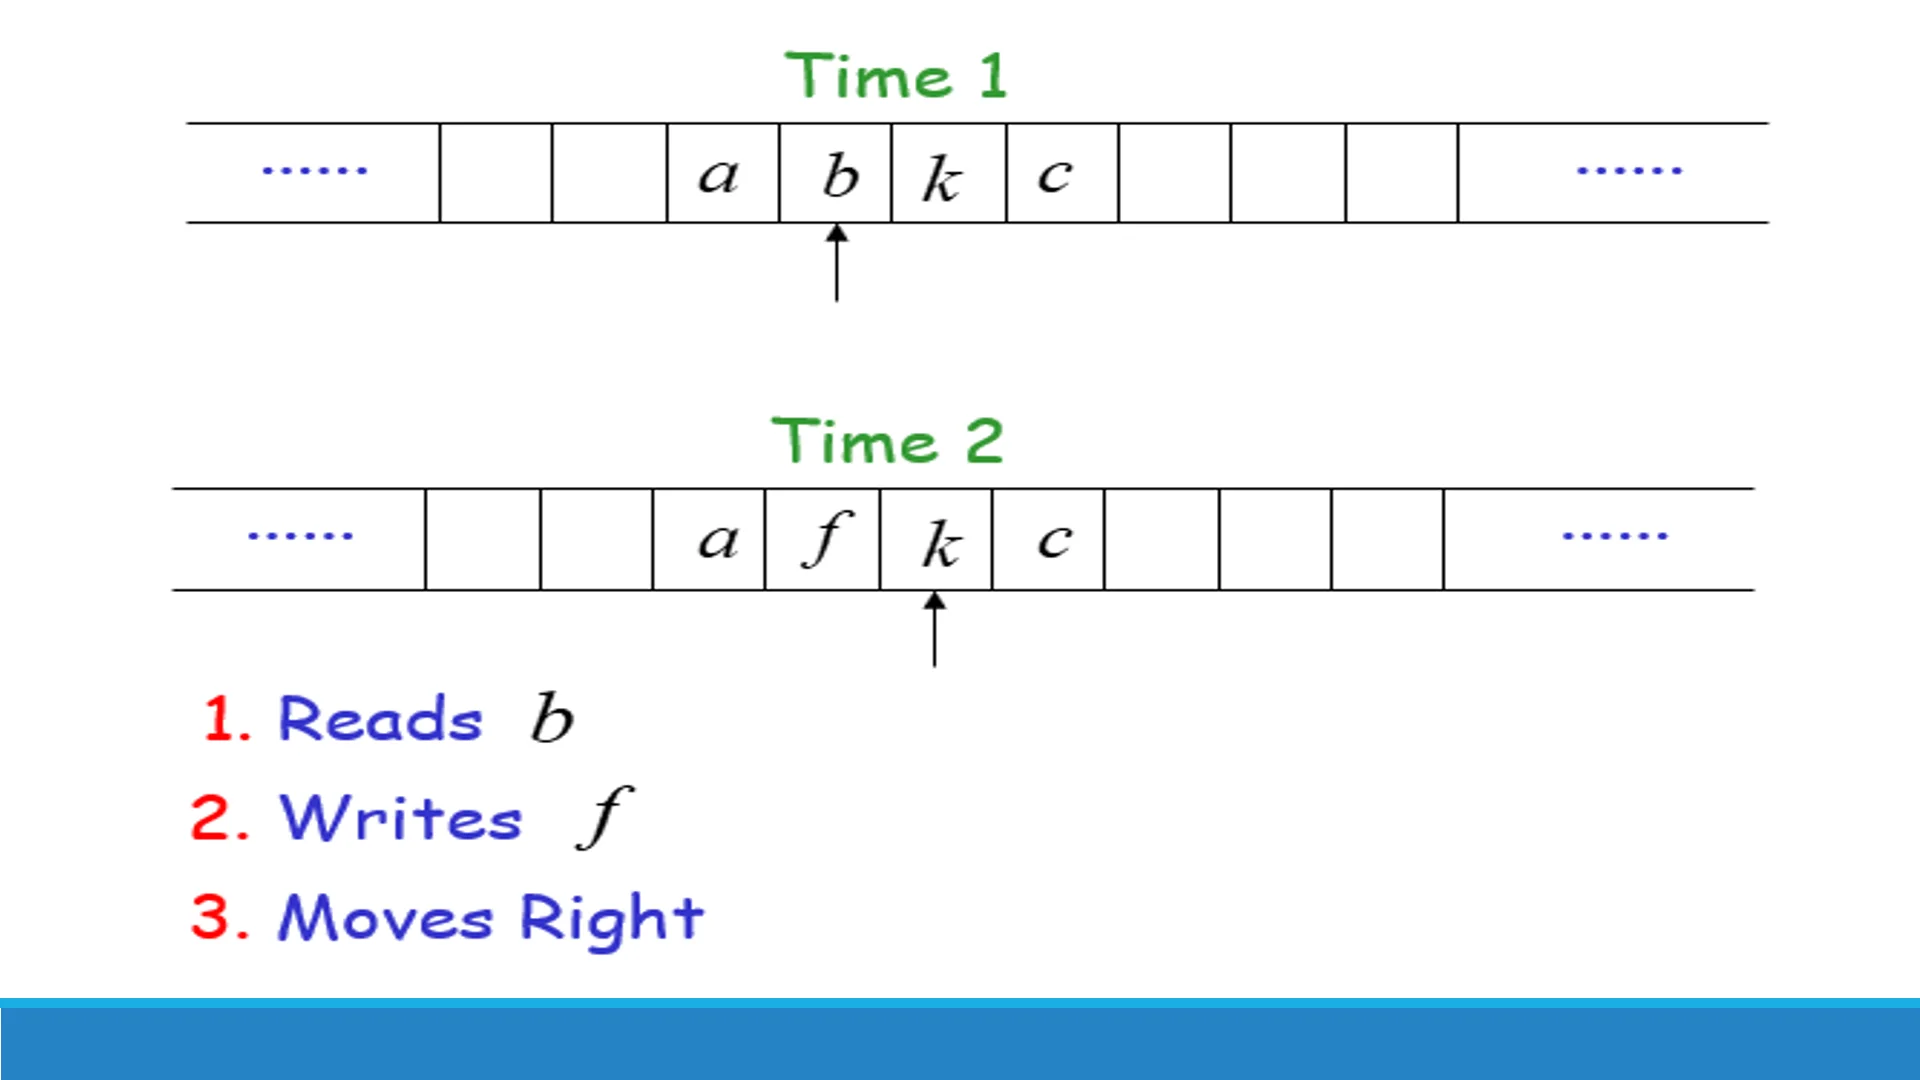 Time 1
...... a b k c ......
Time 2
...... a f k c ......
1. Reads b
2. Writes f
3. Moves Right